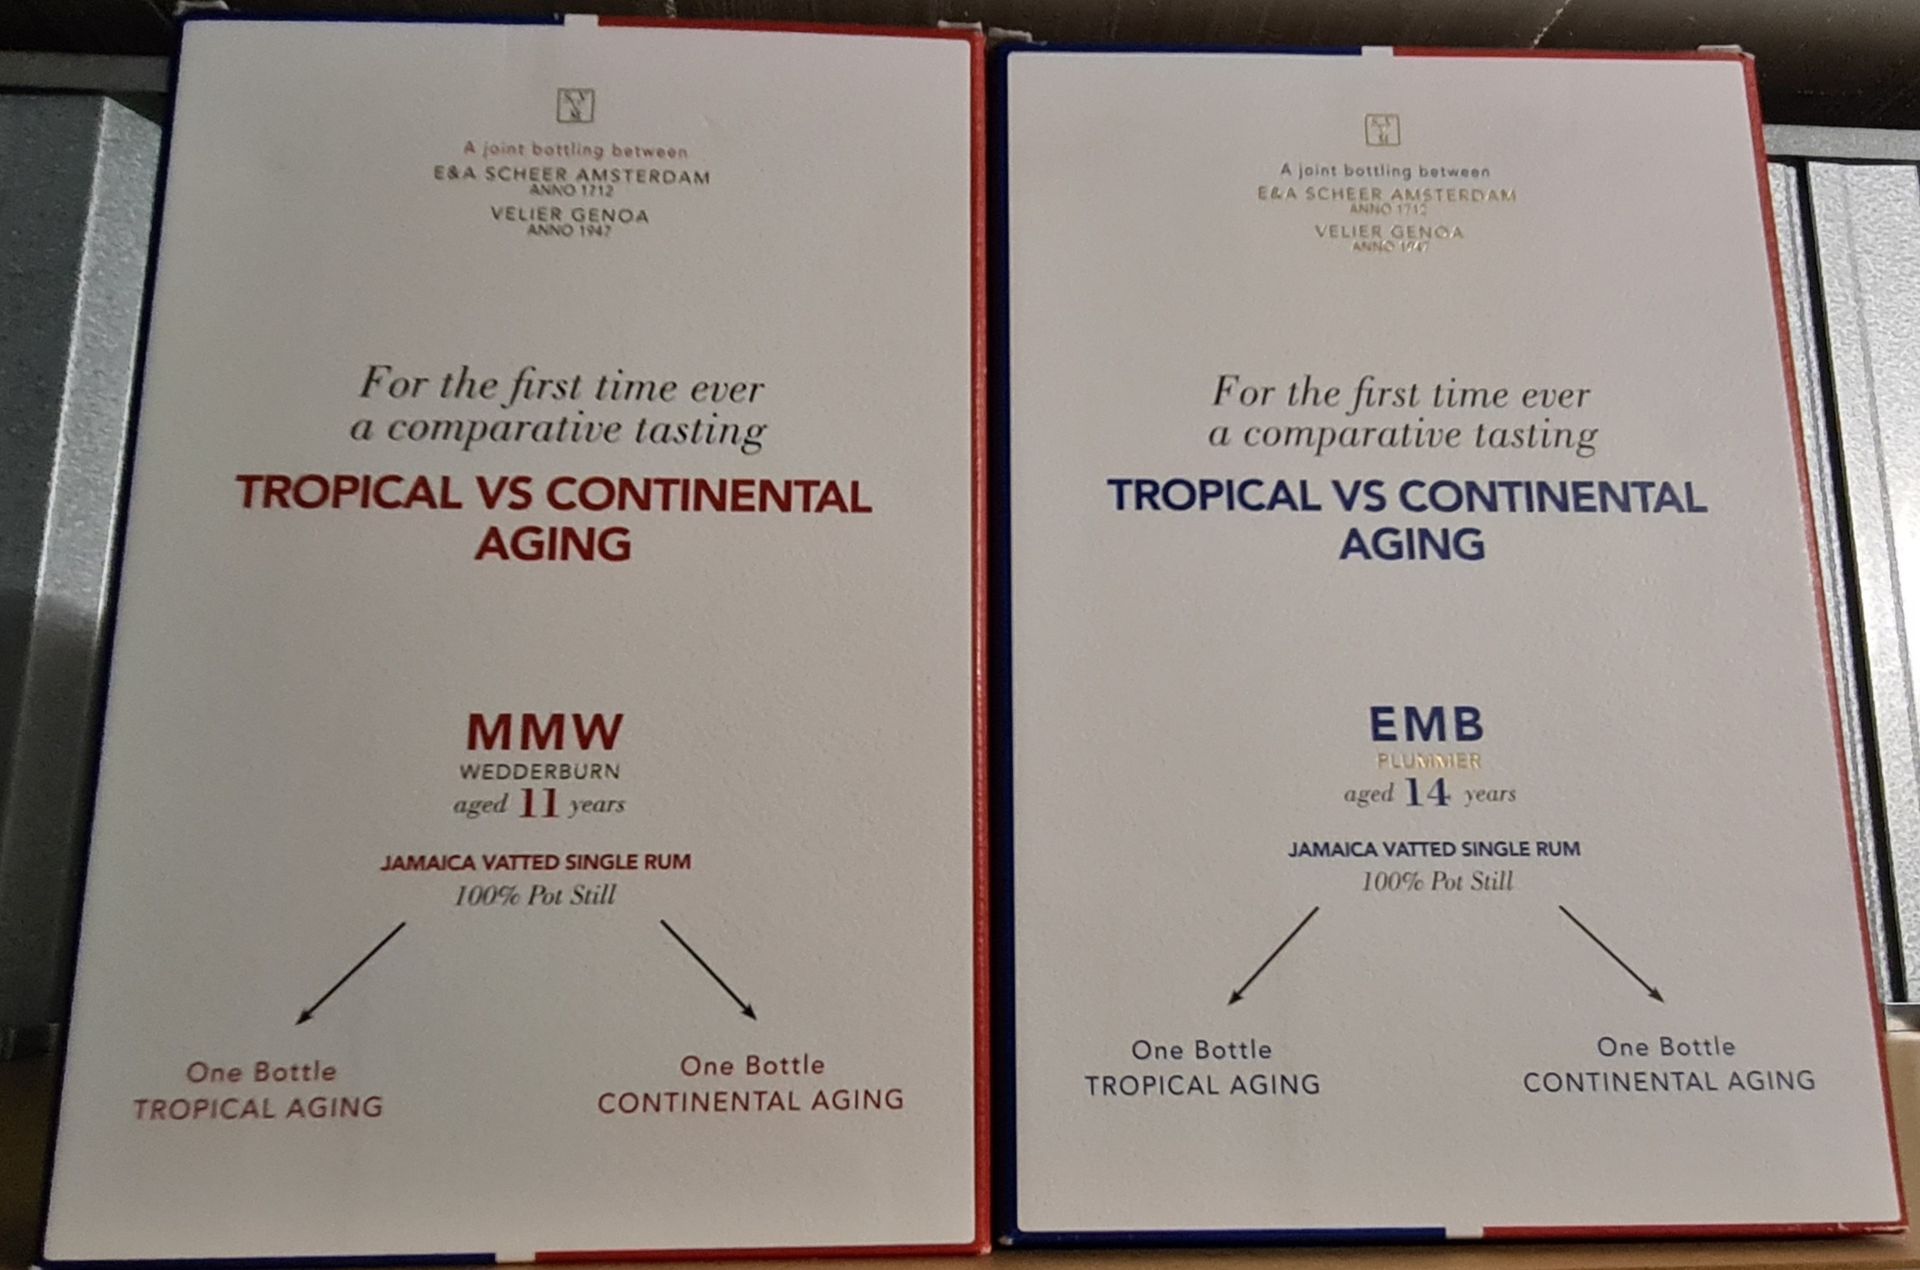 A joint bottling between
E&A SCHEER AMSTERDAM
ANNO 1712
VELIER GENOA
ANNO 1947
For the first time ever
a comparative tasting
TROPICAL VS CONTINENTAL
AGING
MMW
WEDDERBURN
aged 11 years
JAMAICA VATTED SINGLE RUM
100% Pot Still
One Bottle
TROPICAL AGING
One Bottle
CONTINENTAL AGING
A joint bottling between
E&A SCHEER AMSTERDAM
ANNO 1712
VELIER GENOA
ANNO 1947
For the first time ever
a comparative tasting
TROPICAL VS CONTINENTAL
AGING
EMB
PLUMMER
aged 14 years
JAMAICA VATTED SINGLE RUM
100% Pot Still
One Bottle
TROPICAL AGING
One Bottle
CONTINENTAL AGING